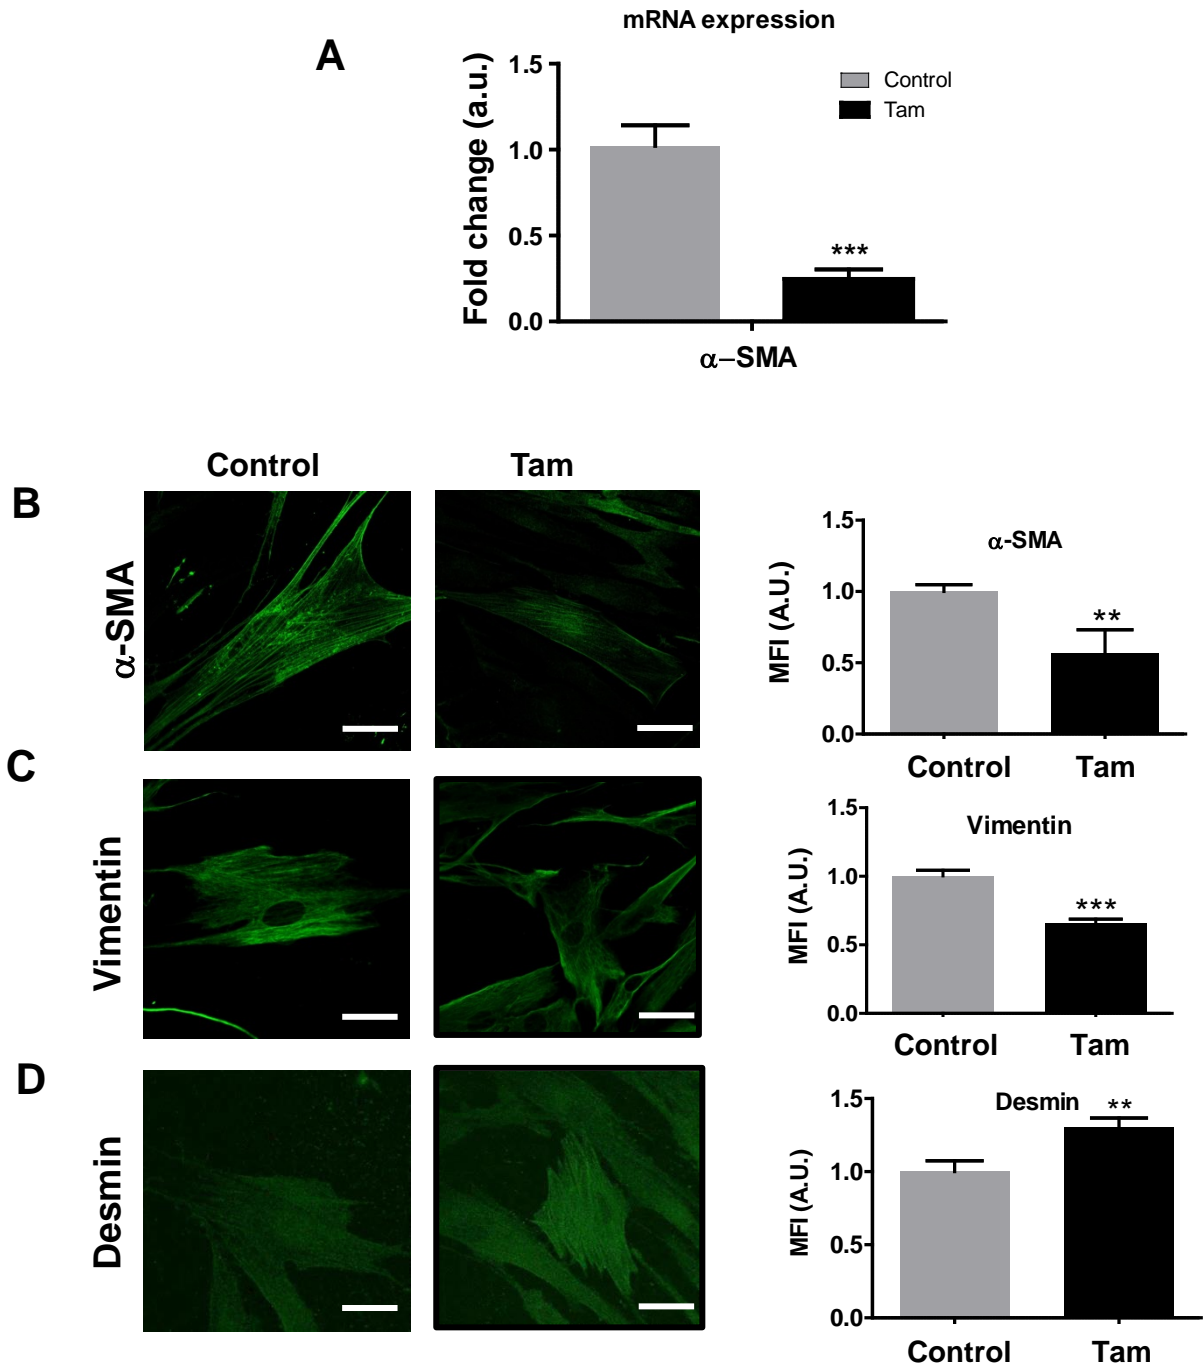 mRNA expression
A
Fold change (a.u.)
1.5
1.0
0.5
0.0
Control
Tam
***
α–SMA
Control
Tam
B
α-SMA
MFI (A.U.)
1.5
1.0
0.5
0.0
α-SMA
**
Control
Tam
C
Vimentin
MFI (A.U.)
1.5
1.0
0.5
0.0
Vimentin
***
Control
Tam
D
Desmin
MFI (A.U.)
1.5
1.0
0.5
0.0
Desmin
**
Control
Tam